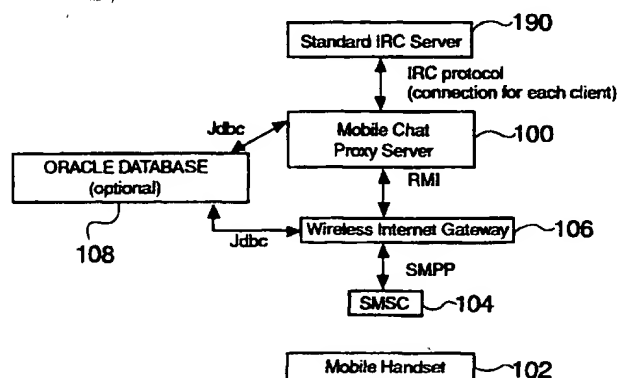 Standard IRC Server
190
IRC protocol
(connection for each client)
Jdbc
Mobile Chat
Proxy Server
100
ORACLE DATABASE
(optional)
RMI
108
Jdbc
Wireless Internet Gateway
106
SMPP
SMSC
104
Mobile Handset
102